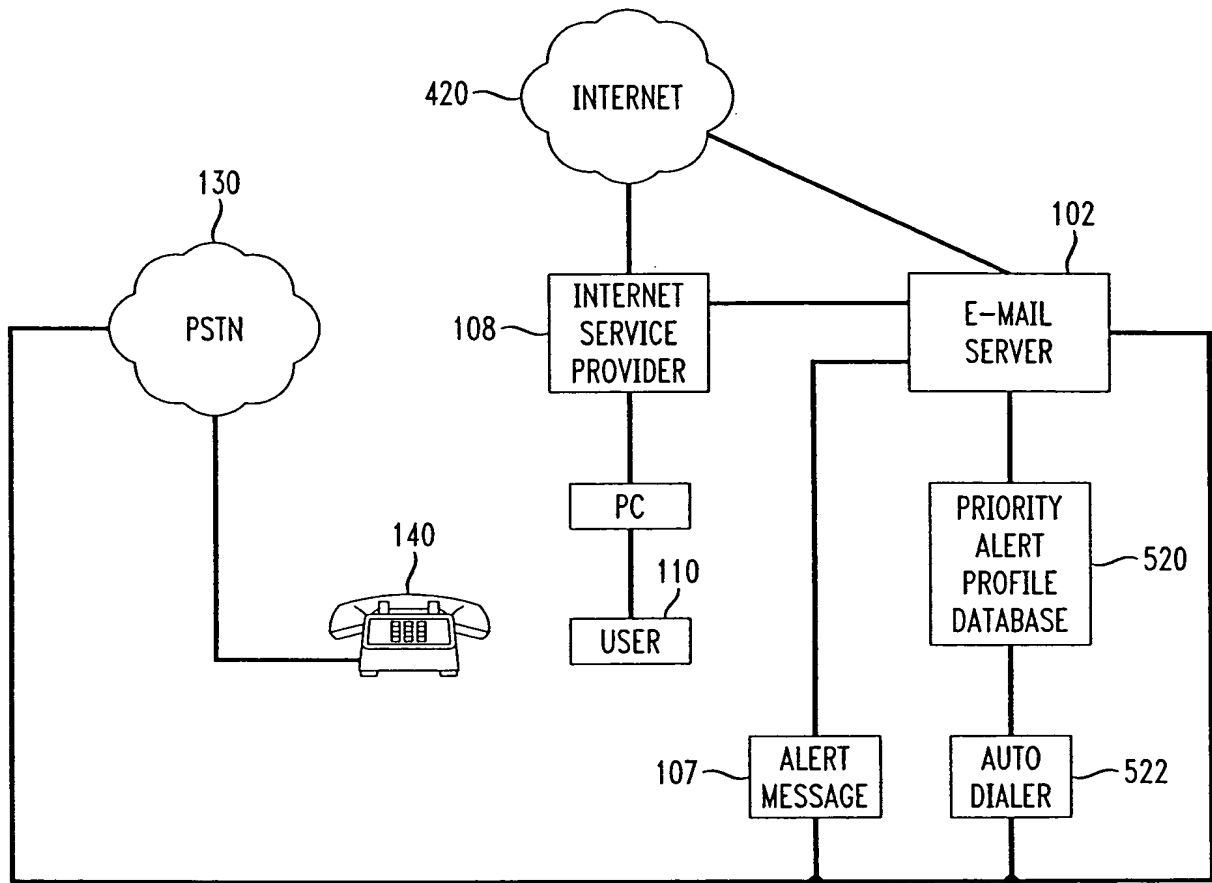 420
INTERNET
130
102
PSTN
108
INTERNET
SERVICE
PROVIDER
E-MAIL
SERVER
PC
PRIORITY
ALERT
PROFILE
DATABASE
520
140
110
USER
107
ALERT
MESSAGE
AUTO
DIALER
522